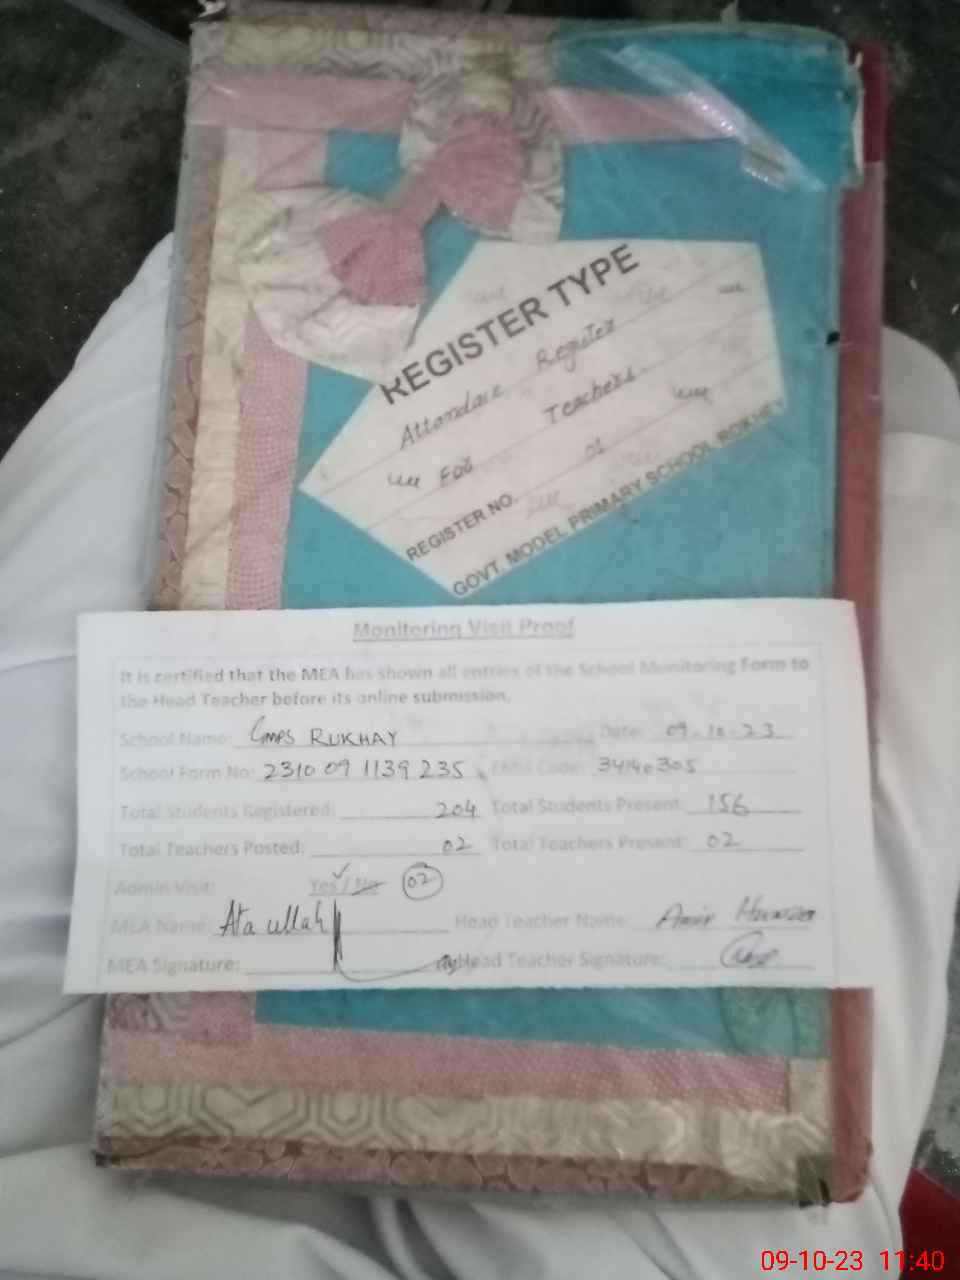 REGISTER TYPE
Attendace Register
For Teachers.
REGISTER NO. 01
GOVT MODEL PRIMARY SCHOOL
Monitoring Visit Proof
It is certified that the MEA has shown all entries of the School Monitoring Form to
the Head Teacher before its online submission.
School Name: GMPS RUKHAY Date: 09-10-23
School Form No: 2310 09 1139 235 Code: 34140305
Total Students Registered: 204 Total Students Present: 156
Total Teachers Posted: 02 Total Teachers Present: 02
Admin Visit: Yes / No 02
MEA Name: Ata ullah Head Teacher Name: Amir
MEA Signature: Head Teacher Signature:
09-10-23 11:40